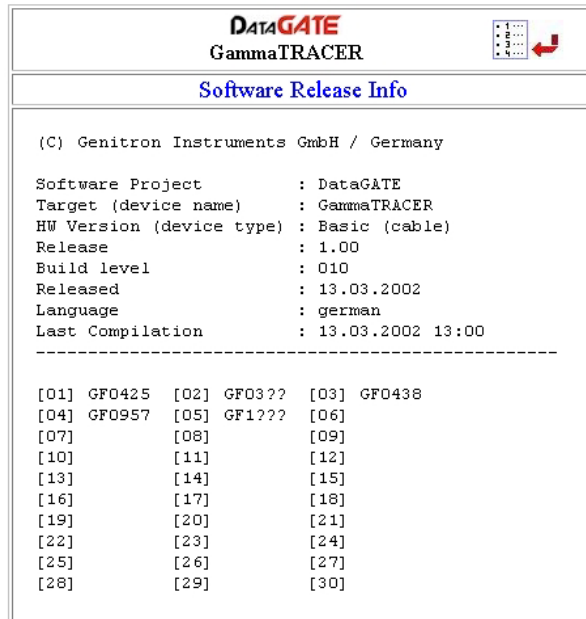 DATAGATE
GammaTRACER
Software Release Info
(C) Genitron Instruments GmbH / Germany
Software Project : DataGATE
Target (device name) : GammaTRACER
HW Version (device type) : Basic (cable)
Release : 1.00
Build level : 010
Released : 13.03.2002
Language : german
Last Compilation : 13.03.2002 13:00
--------------------------------------------------
[01] GF0425 [02] GF03?? [03] GF0438
[04] GF0957 [05] GF1??? [06]
[07] [08] [09]
[10] [11] [12]
[13] [14] [15]
[16] [17] [18]
[19] [20] [21]
[22] [23] [24]
[25] [26] [27]
[28] [29] [30]